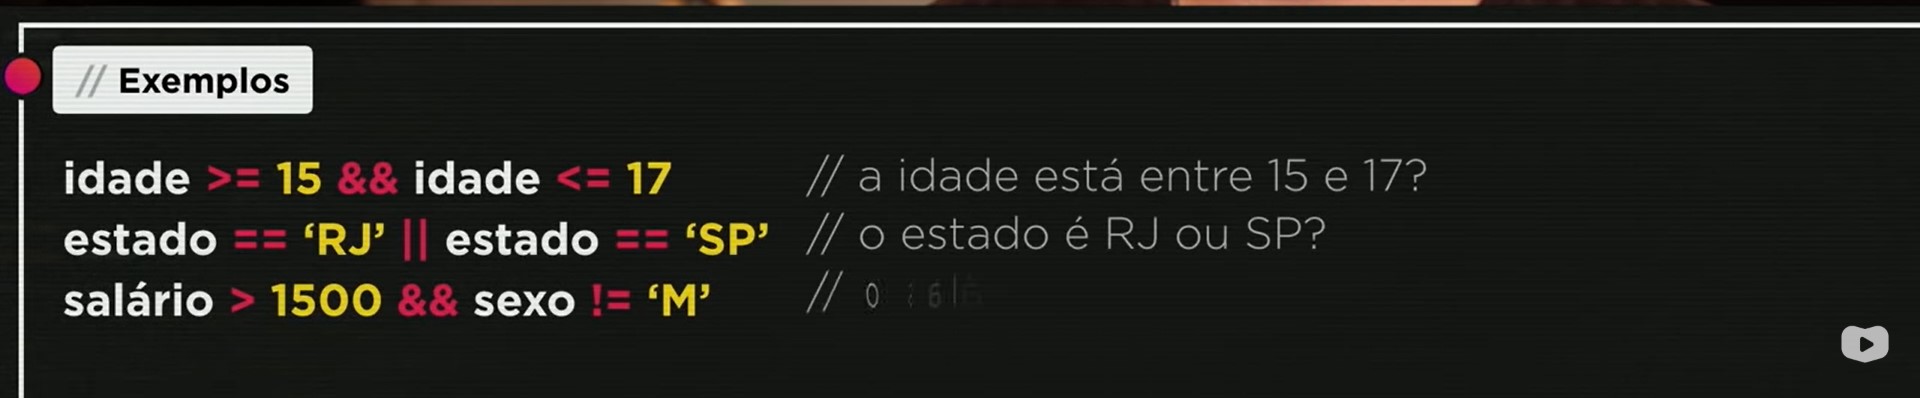 // Exemplos
idade >= 15 && idade <= 17 // a idade está entre 15 e 17?
estado == ‘RJ’ || estado == ‘SP’ // o estado é RJ ou SP?
salário > 1500 && sexo != ‘M’ // o